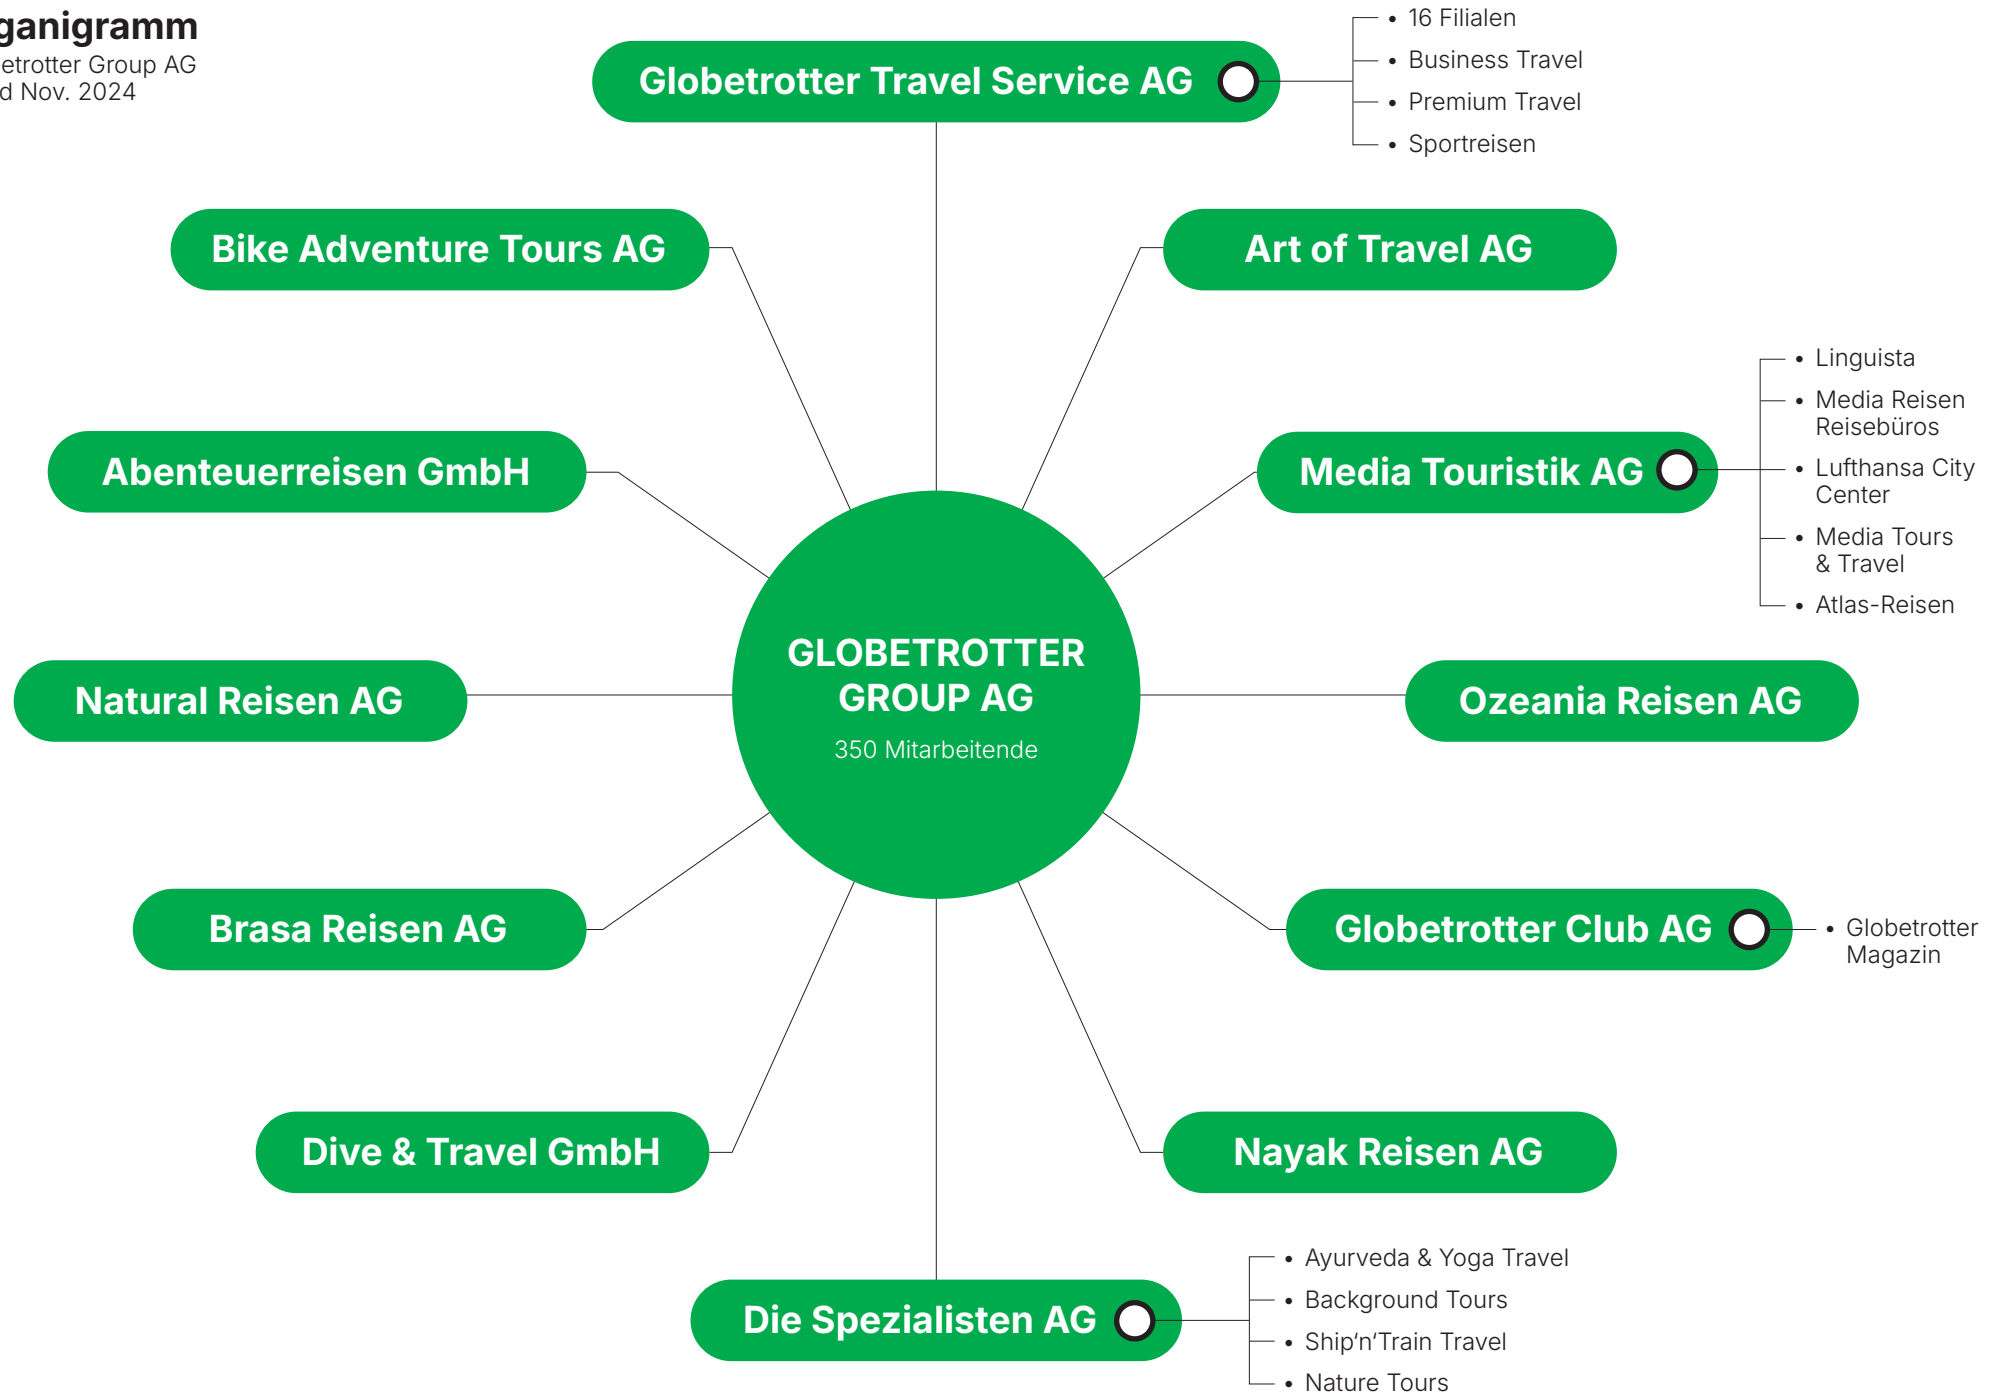 ganigramm
etrotter Group AG
d Nov. 2024
Globetrotter Travel Service AG
• 16 Filialen
• Business Travel
• Premium Travel
• Sportreisen
Bike Adventure Tours AG
Art of Travel AG
Abenteuerreisen GmbH
Media Touristik AG
• Linguista
• Media Reisen
Reisebüros
• Lufthansa City
Center
• Media Tours
& Travel
• Atlas-Reisen
GLOBETROTTER
GROUP AG
350 Mitarbeitende
Natural Reisen AG
Ozeania Reisen AG
Brasa Reisen AG
Globetrotter Club AG
• Globetrotter
Magazin
Dive & Travel GmbH
Nayak Reisen AG
Die Spezialisten AG
• Ayurveda & Yoga Travel
• Background Tours
• Ship‘n‘Train Travel
• Nature Tours